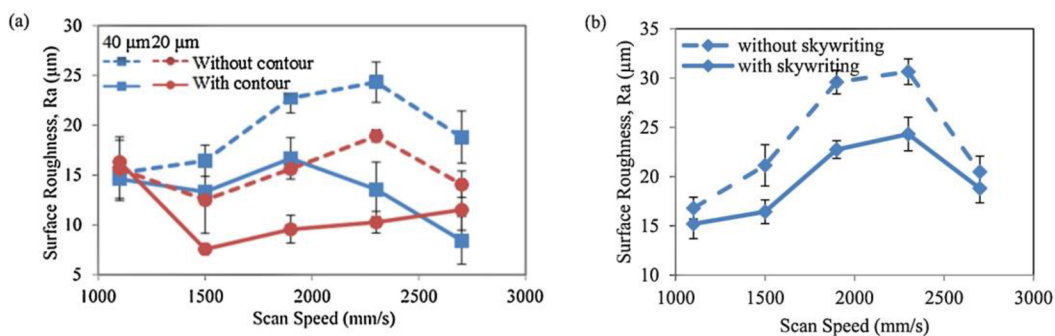 (a)
30
25
20
15
10
5
Surface Roughness, Ra (μm)
40 μm 20 μm
Without contour
With contour
1000 1500 2000 2500 3000
Scan Speed (mm/s)
(b)
35
30
25
20
15
10
Surface Roughness, Ra (μm)
without skywriting
with skywriting
1000 1500 2000 2500 3000
Scan Speed (mm/s)